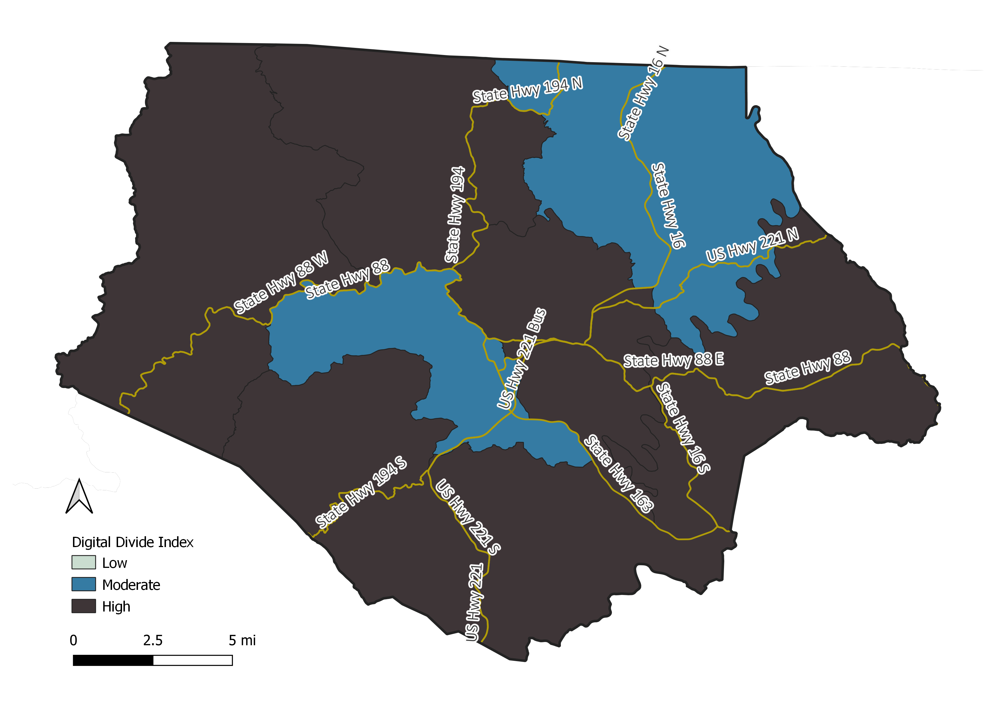 State Hwy 16 N
State Hwy 194 N
State Hwy 194
State Hwy 16
US Hwy 221 N
State Hwy 88 W
State Hwy 88
US Hwy 221 Bus
State Hwy 88 E
State Hwy 88
State Hwy 16 S
State Hwy 163
State Hwy 194 S
US Hwy 221 S
US Hwy 221
Digital Divide Index
Low
Moderate
High
0 2.5 5 mi